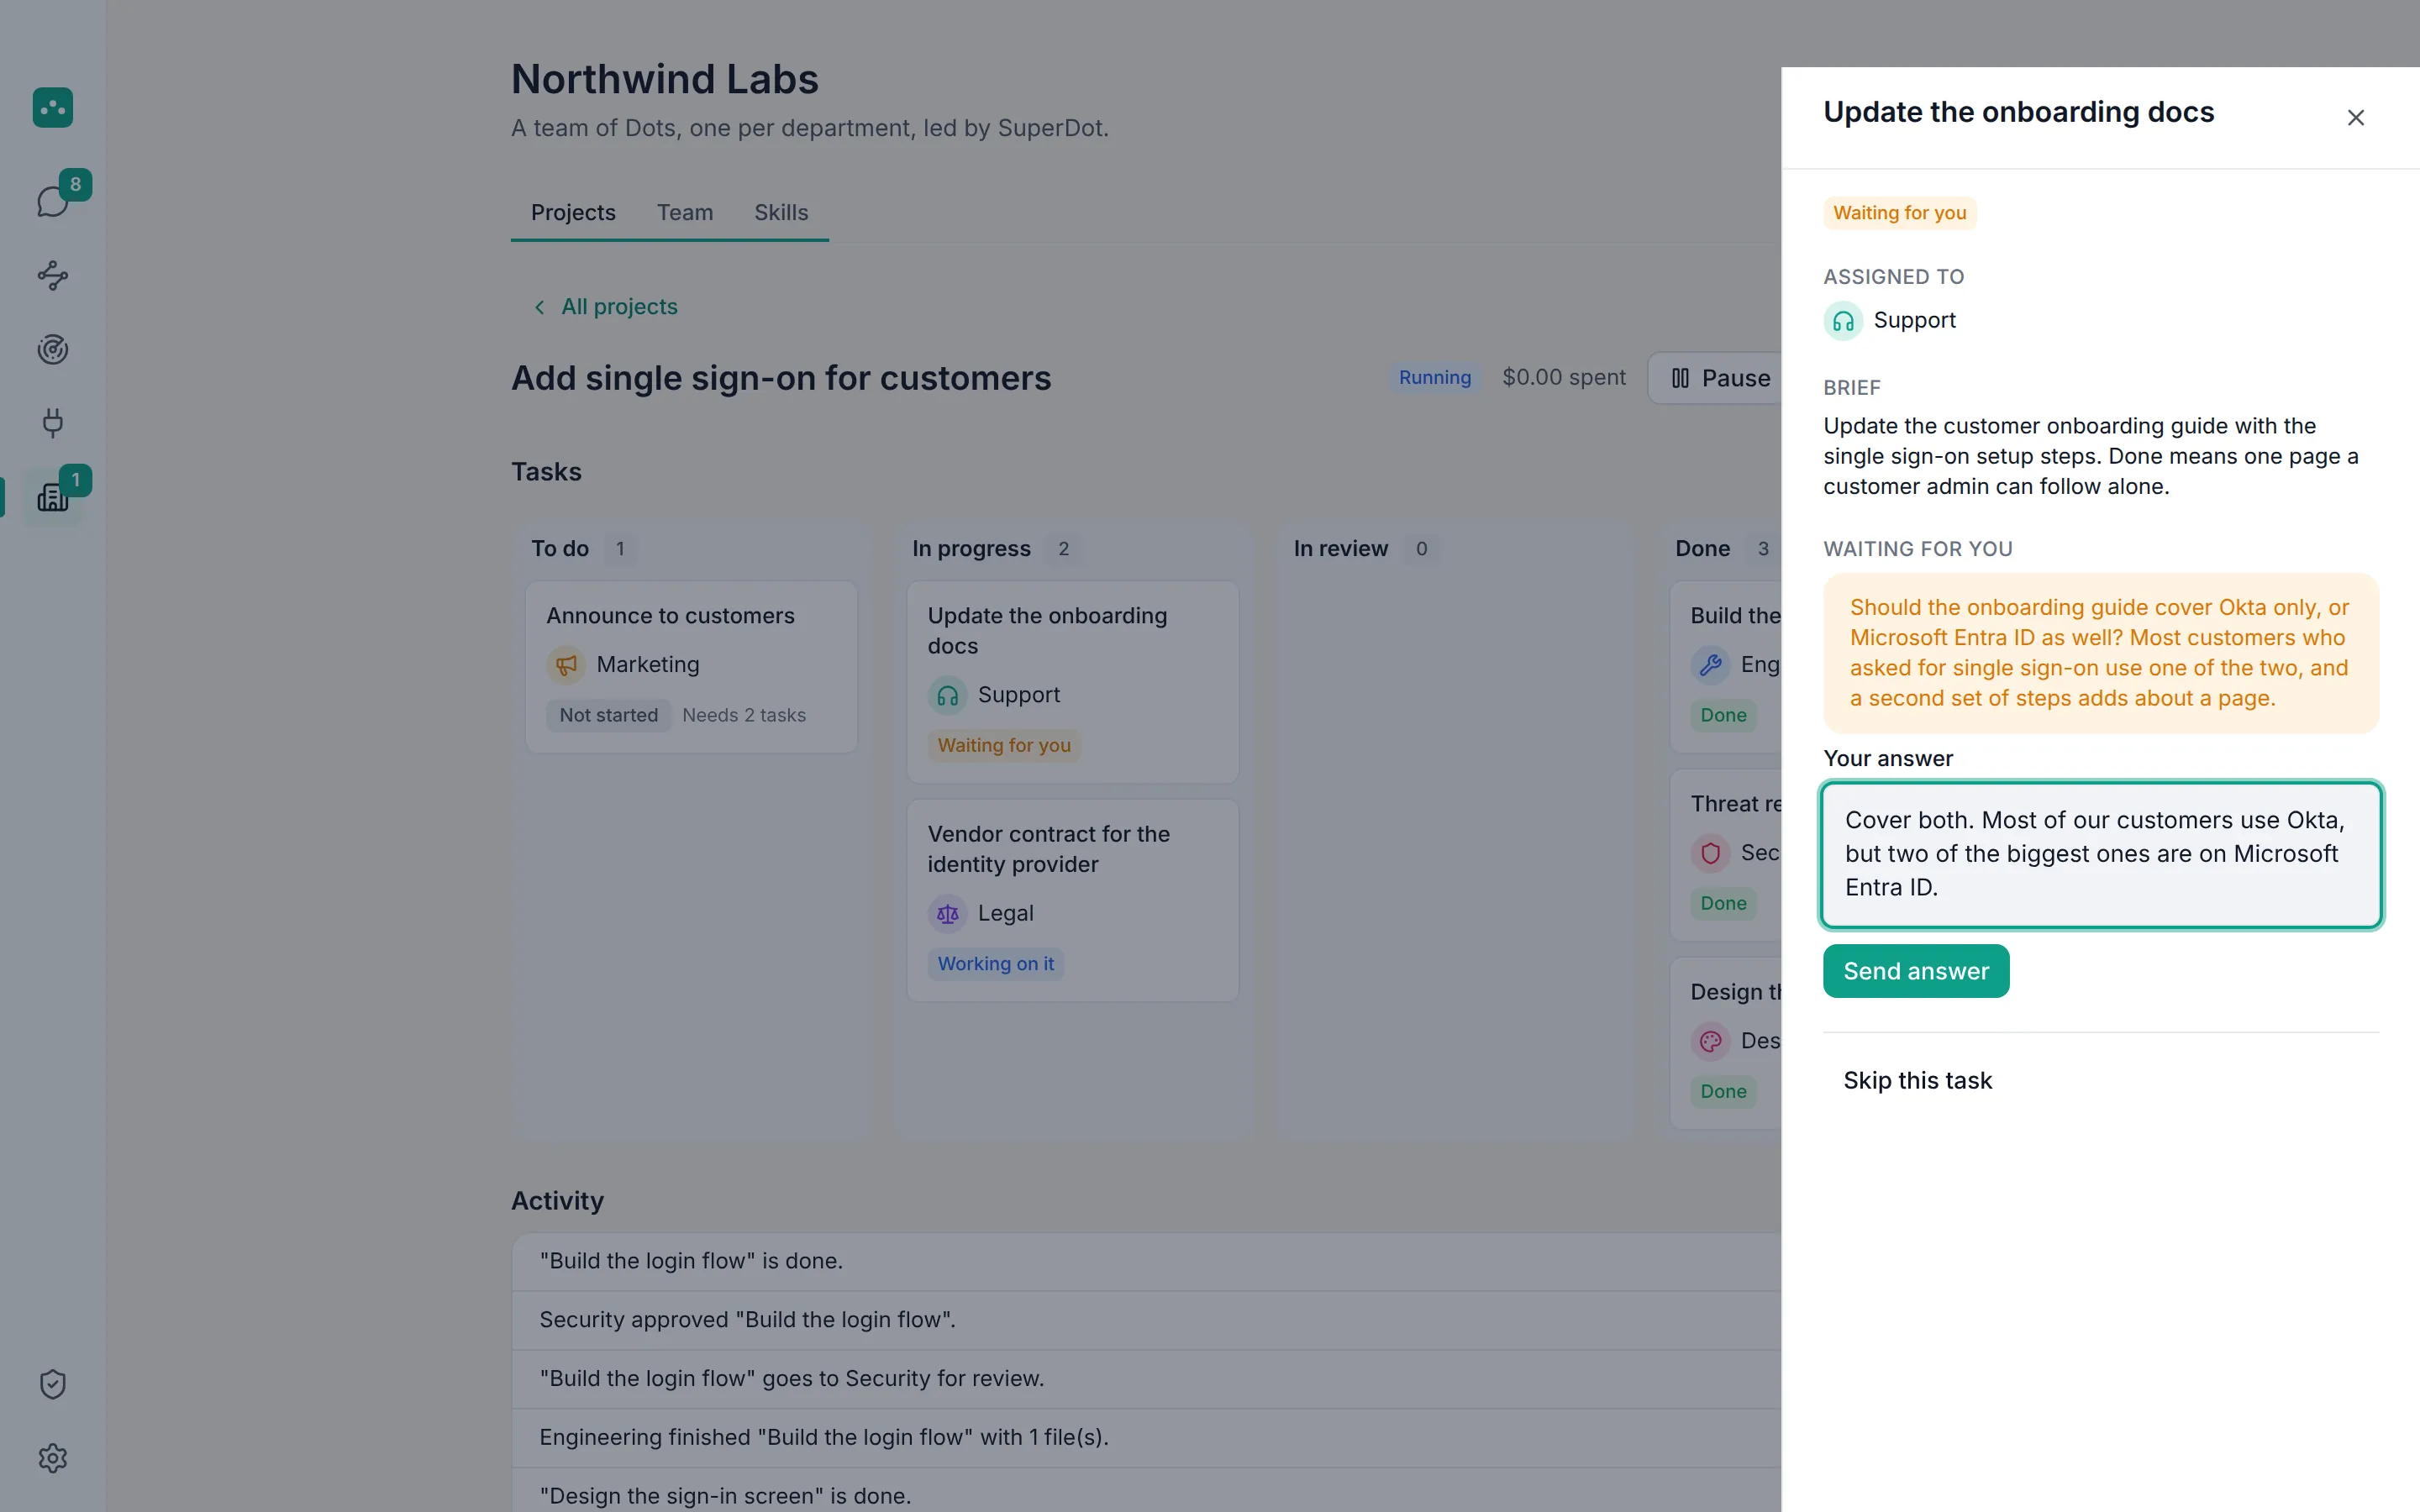 8
1
Northwind Labs
A team of Dots, one per department, led by SuperDot.
Projects
Team
Skills
All projects
Add single sign-on for customers
Running
$0.00 spent
Pause
Tasks
To do 1
Announce to customers
Marketing
Not started
Needs 2 tasks
In progress 2
Update the onboarding
docs
Support
Waiting for you
Vendor contract for the
identity provider
Legal
Working on it
In review 0
Done 3
Build the
Eng
Done
Threat re
Sec
Done
Design th
Des
Done
Activity
"Build the login flow" is done.
Security approved "Build the login flow".
"Build the login flow" goes to Security for review.
Engineering finished "Build the login flow" with 1 file(s).
"Design the sign-in screen" is done.
Update the onboarding docs
Waiting for you
ASSIGNED TO
Support
BRIEF
Update the customer onboarding guide with the
single sign-on setup steps. Done means one page a
customer admin can follow alone.
WAITING FOR YOU
Should the onboarding guide cover Okta only, or
Microsoft Entra ID as well? Most customers who
asked for single sign-on use one of the two, and
a second set of steps adds about a page.
Your answer
Cover both. Most of our customers use Okta,
but two of the biggest ones are on Microsoft
Entra ID.
Send answer
Skip this task